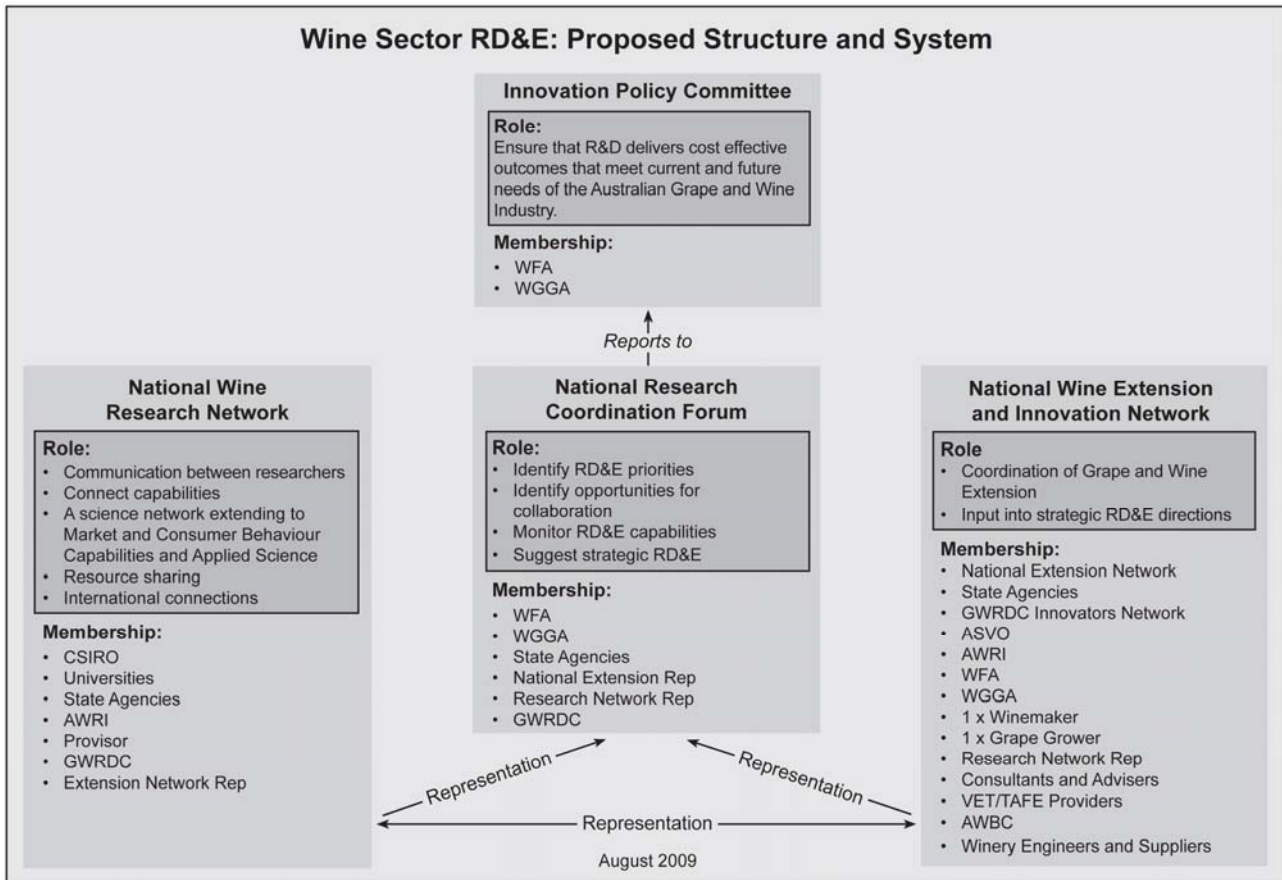 Wine Sector RD&E: Proposed Structure and System
Innovation Policy Committee
Role:
Ensure that R&D delivers cost effective
outcomes that meet current and future
needs of the Australian Grape and Wine
Industry.
Membership:
• WFA
• WGGA
Reports to
National Wine
Research Network
Role:
• Communication between researchers
• Connect capabilities
• A science network extending to
Market and Consumer Behaviour
Capabilities and Applied Science
• Resource sharing
• International connections
Membership:
• CSIRO
• Universities
• State Agencies
• AWRI
• Provisor
• GWRDC
• Extension Network Rep
National Research
Coordination Forum
Role:
• Identify RD&E priorities
• Identify opportunities for
collaboration
• Monitor RD&E capabilities
• Suggest strategic RD&E
Membership:
• WFA
• WGGA
• State Agencies
• National Extension Rep
• Research Network Rep
• GWRDC
National Wine Extension
and Innovation Network
Role
• Coordination of Grape and Wine
Extension
• Input into strategic RD&E directions
Membership:
• National Extension Network
• State Agencies
• GWRDC Innovators Network
• ASVO
• AWRI
• WFA
• WGGA
• 1 x Winemaker
• 1 x Grape Grower
• Research Network Rep
• Consultants and Advisers
• VET/TAFE Providers
• AWBC
• Winery Engineers and Suppliers
Representation
Representation
Representation
August 2009